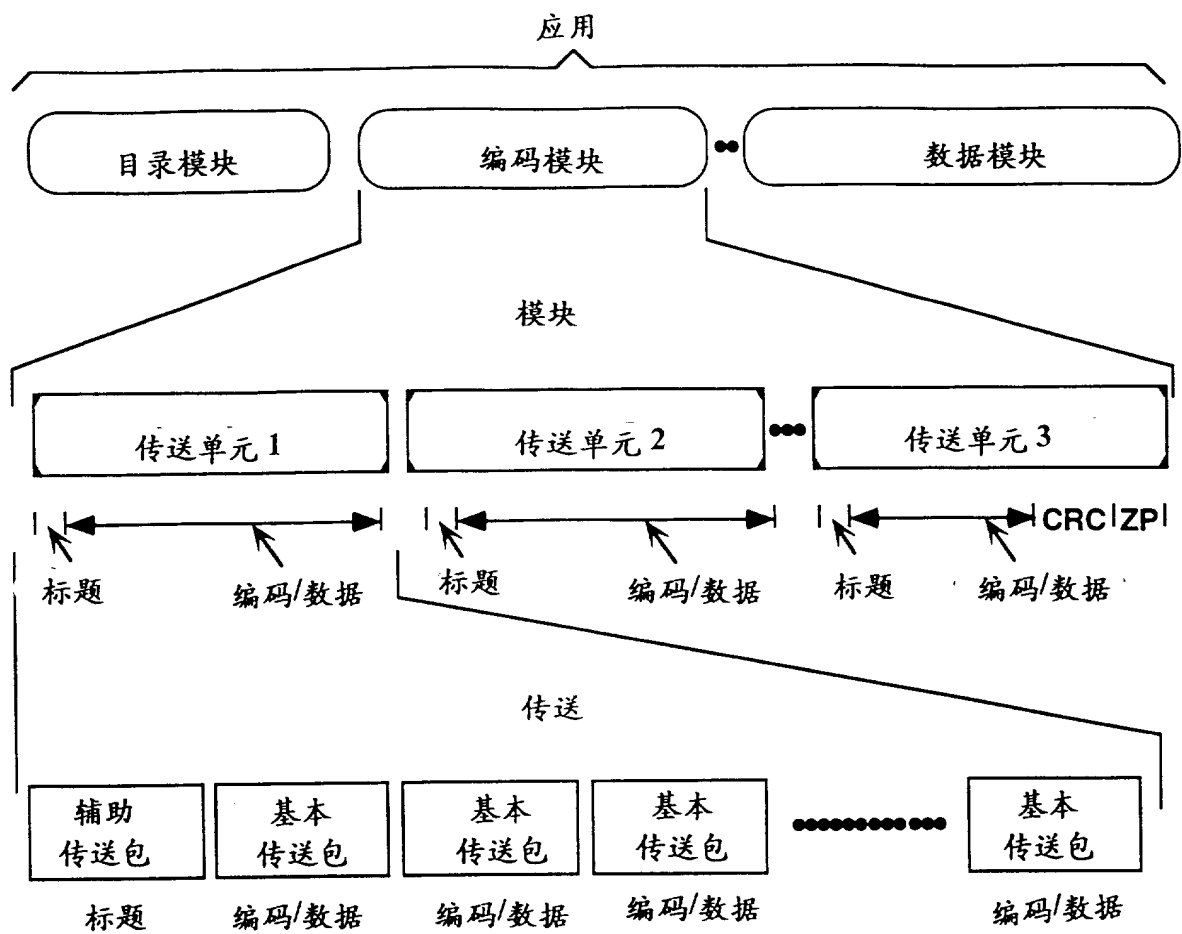 应用
目录模块 编码模块 数据模块
模块
传送单元1 传送单元2 传送单元3
CRC ZP
标题 编码/数据 标题 编码/数据 标题 编码/数据
传送
辅助 基本 基本 基本 基本
传送包 传送包 传送包 传送包 传送包
标题 编码/数据 编码/数据 编码/数据 编码/数据